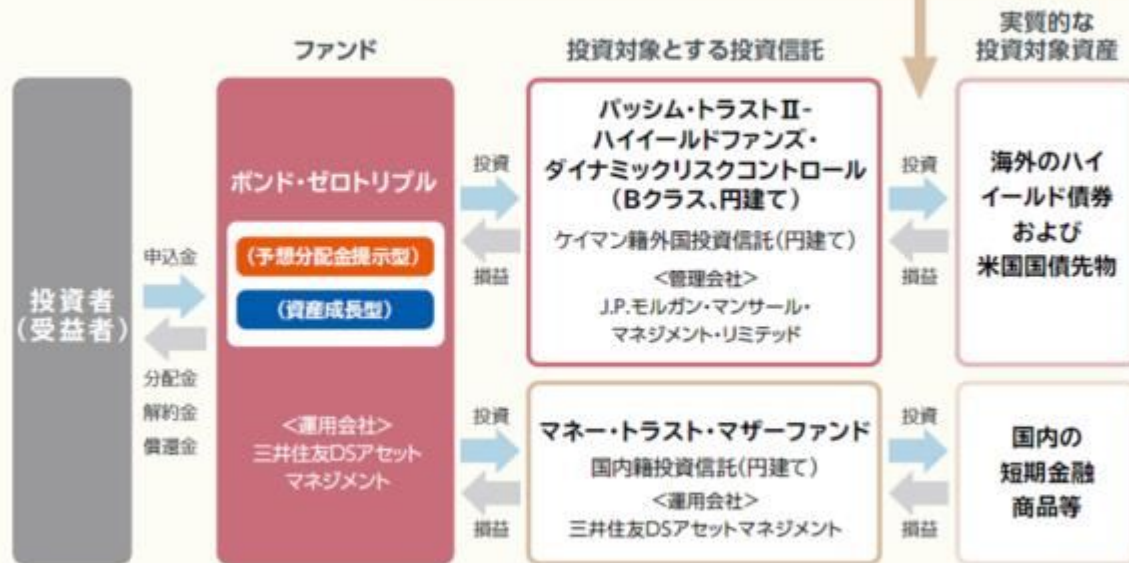 ファンド
投資対象とする投資信託
実質的な
投資対象資産
投資者
(受益者)
申込金
分配金
解約金
償還金
ボンド・ゼロトリプル
(予想分配金提示型)
(資産成長型)
<運用会社>
三井住友DSアセット
マネジメント
投資
損益
パッシム・トラストⅡ-
ハイイールドファンズ・
ダイナミックリスクコントロール
(Bクラス、円建て)
ケイマン籍外国投資信託(円建て)
<管理会社>
J.P.モルガン・マンサール・
マネジメント・リミテッド
投資
損益
海外のハイ
イールド債券
および
米国国債先物
投資
損益
マネー・トラスト・マザーファンド
国内籍投資信託(円建て)
<運用会社>
三井住友DSアセットマネジメント
投資
損益
国内の
短期金融
商品等